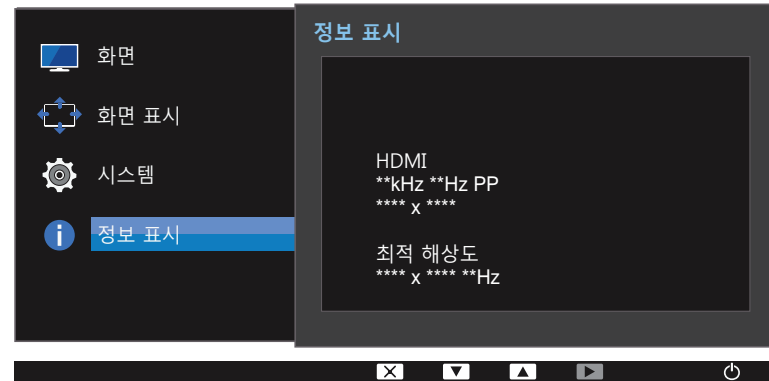 화면
화면 표시
시스템
정보 표시
정보 표시
HDMI
**kHz **Hz PP
**** x ****
최적 해상도
**** x **** **Hz